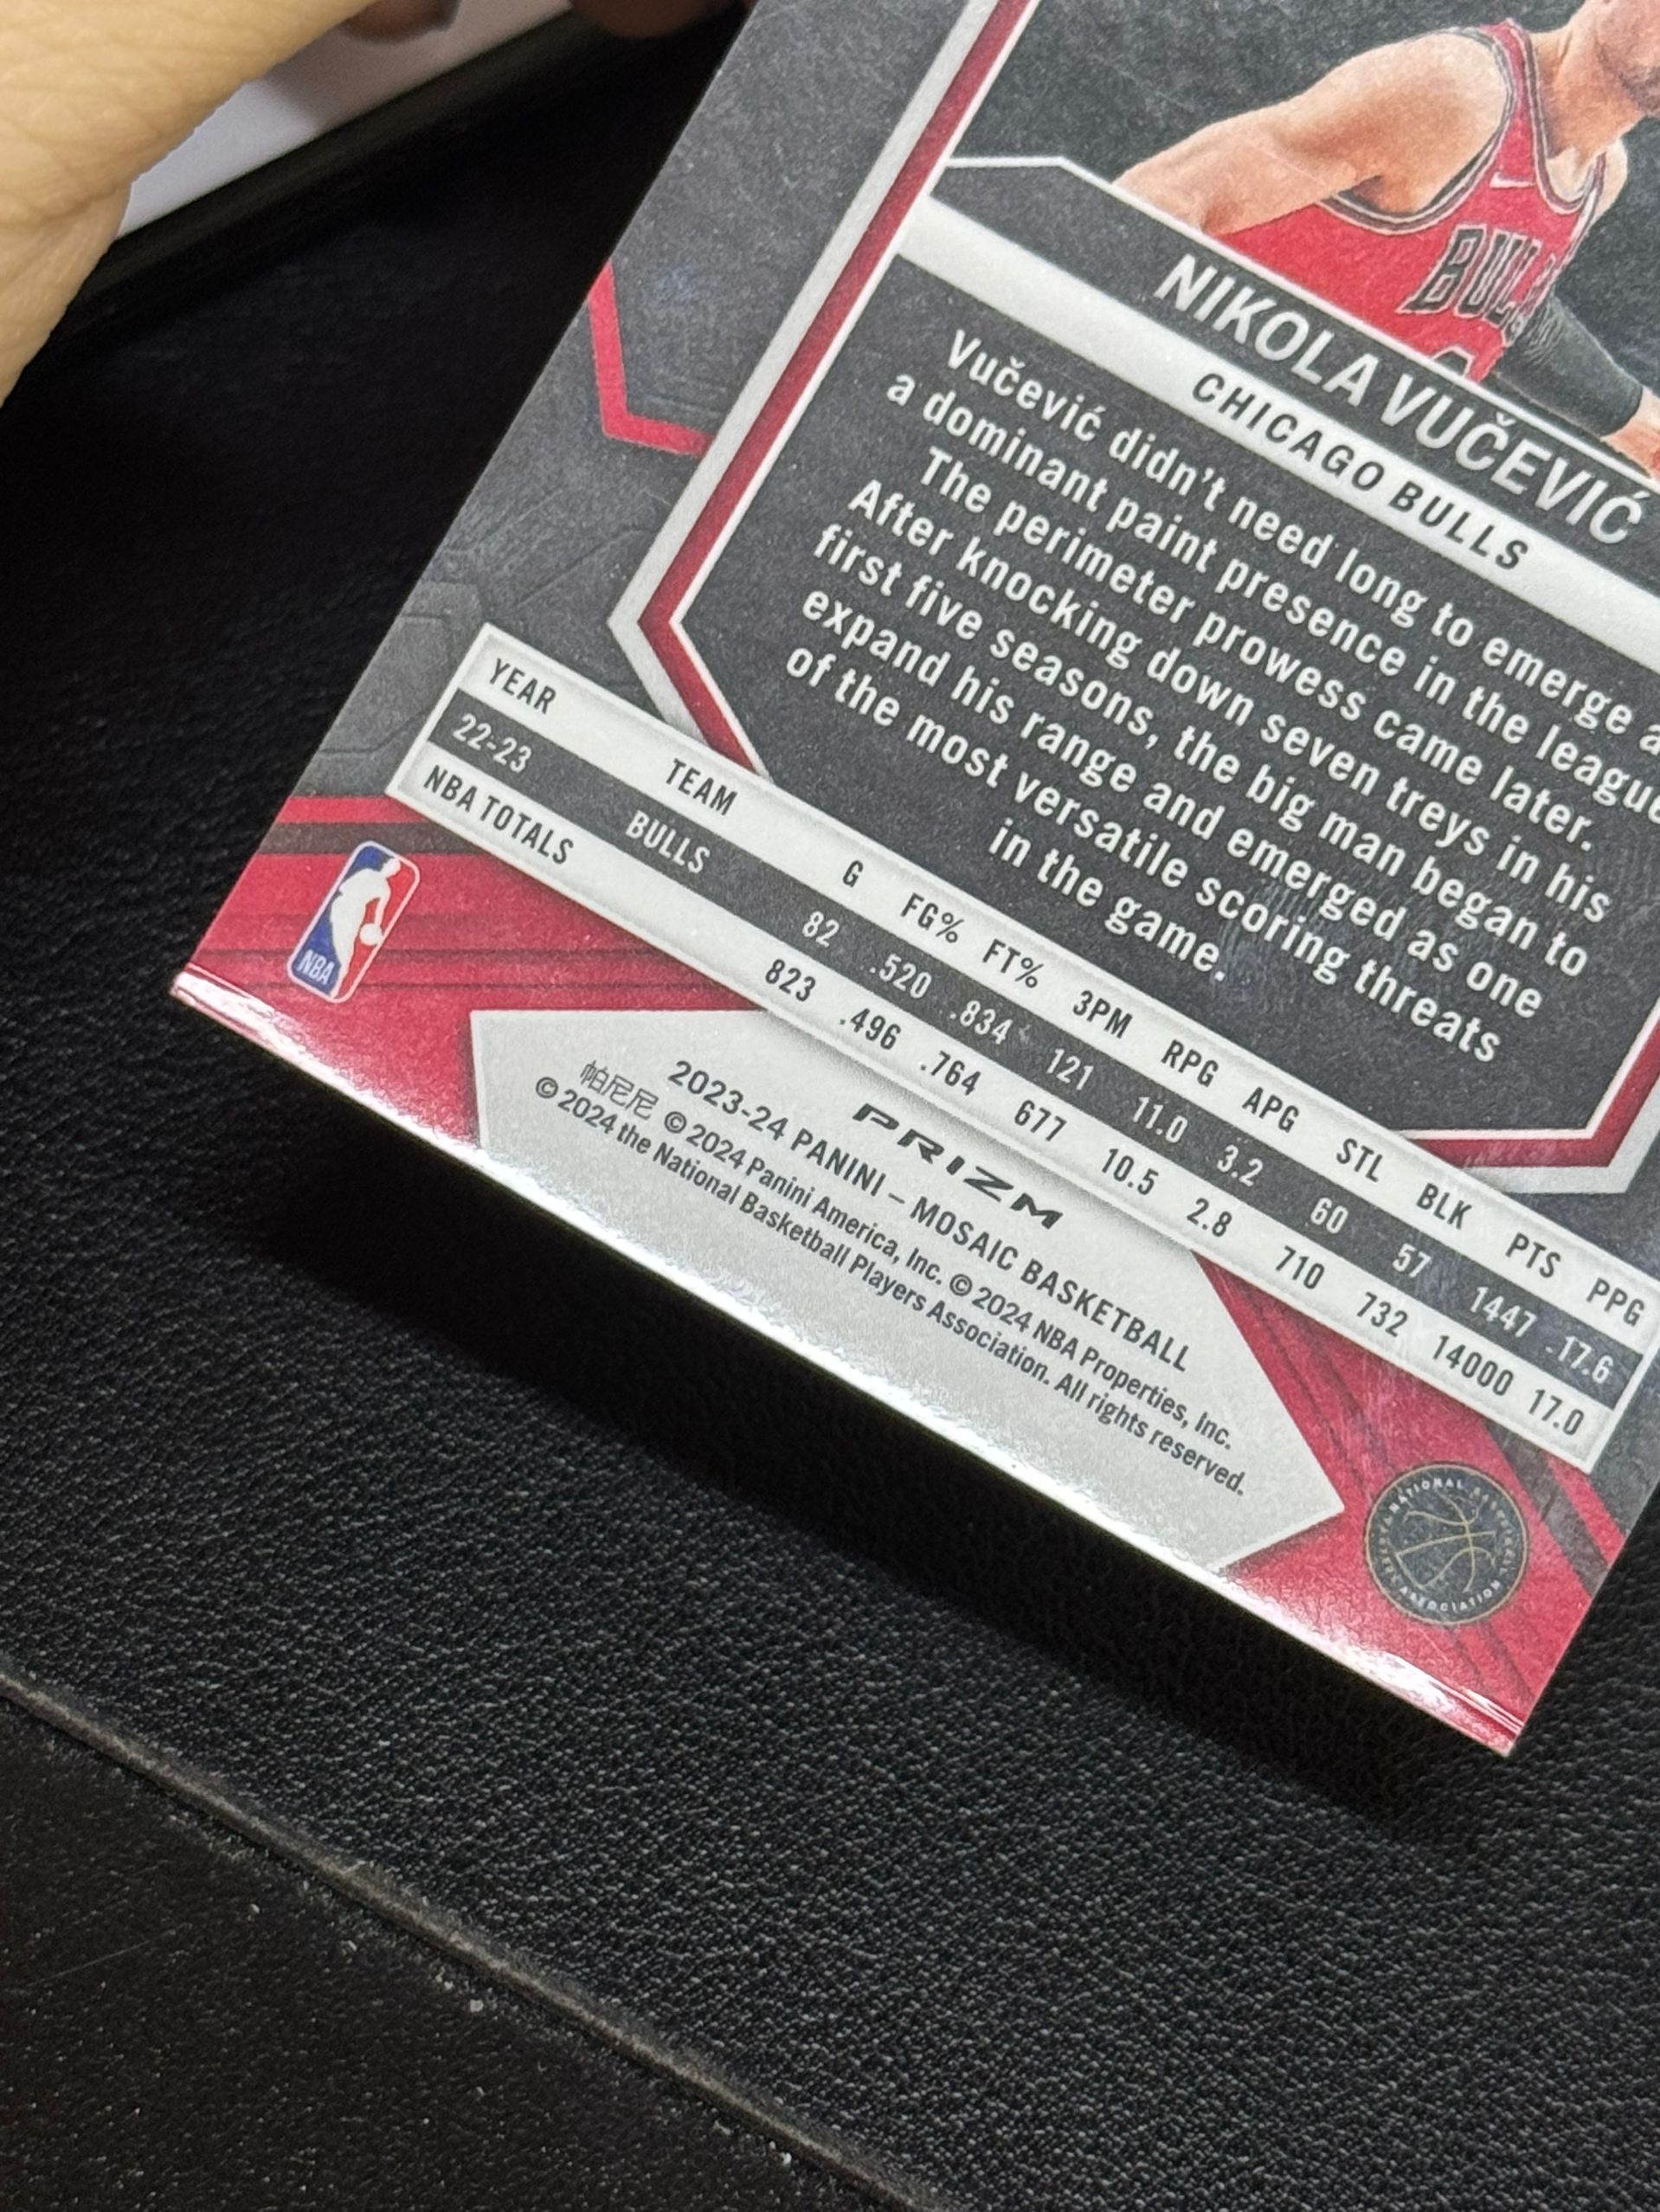 BULLS
NIKOLA VUČEVIĆ
CHICAGO BULLS
Vučević didn't need long to emerge
a dominant paint presence in the league
The perimeter prowess came later.
After knocking down seven treys in his
first five seasons, the big man began to
expand his range and emerged as one
of the most versatile scoring threats
in the game.
YEAR TEAM G FG% FT% 3PM RPG APG STL BLK PTS PPG
22-23 BULLS 82 .520 .834 121 11.0 3.2 60 57 1447 17.6
NBA TOTALS 823 .496 .764 677 10.5 2.8 710 732 14000 17.0
NBA
PRIZM
2023-24 PANINI – MOSAIC BASKETBALL
帕尼尼 © 2024 Panini America, Inc. © 2024 NBA Properties, Inc.
© 2024 the National Basketball Players Association. All rights reserved.
NATIONAL BASKETBALL PLAYERS ASSOCIATION